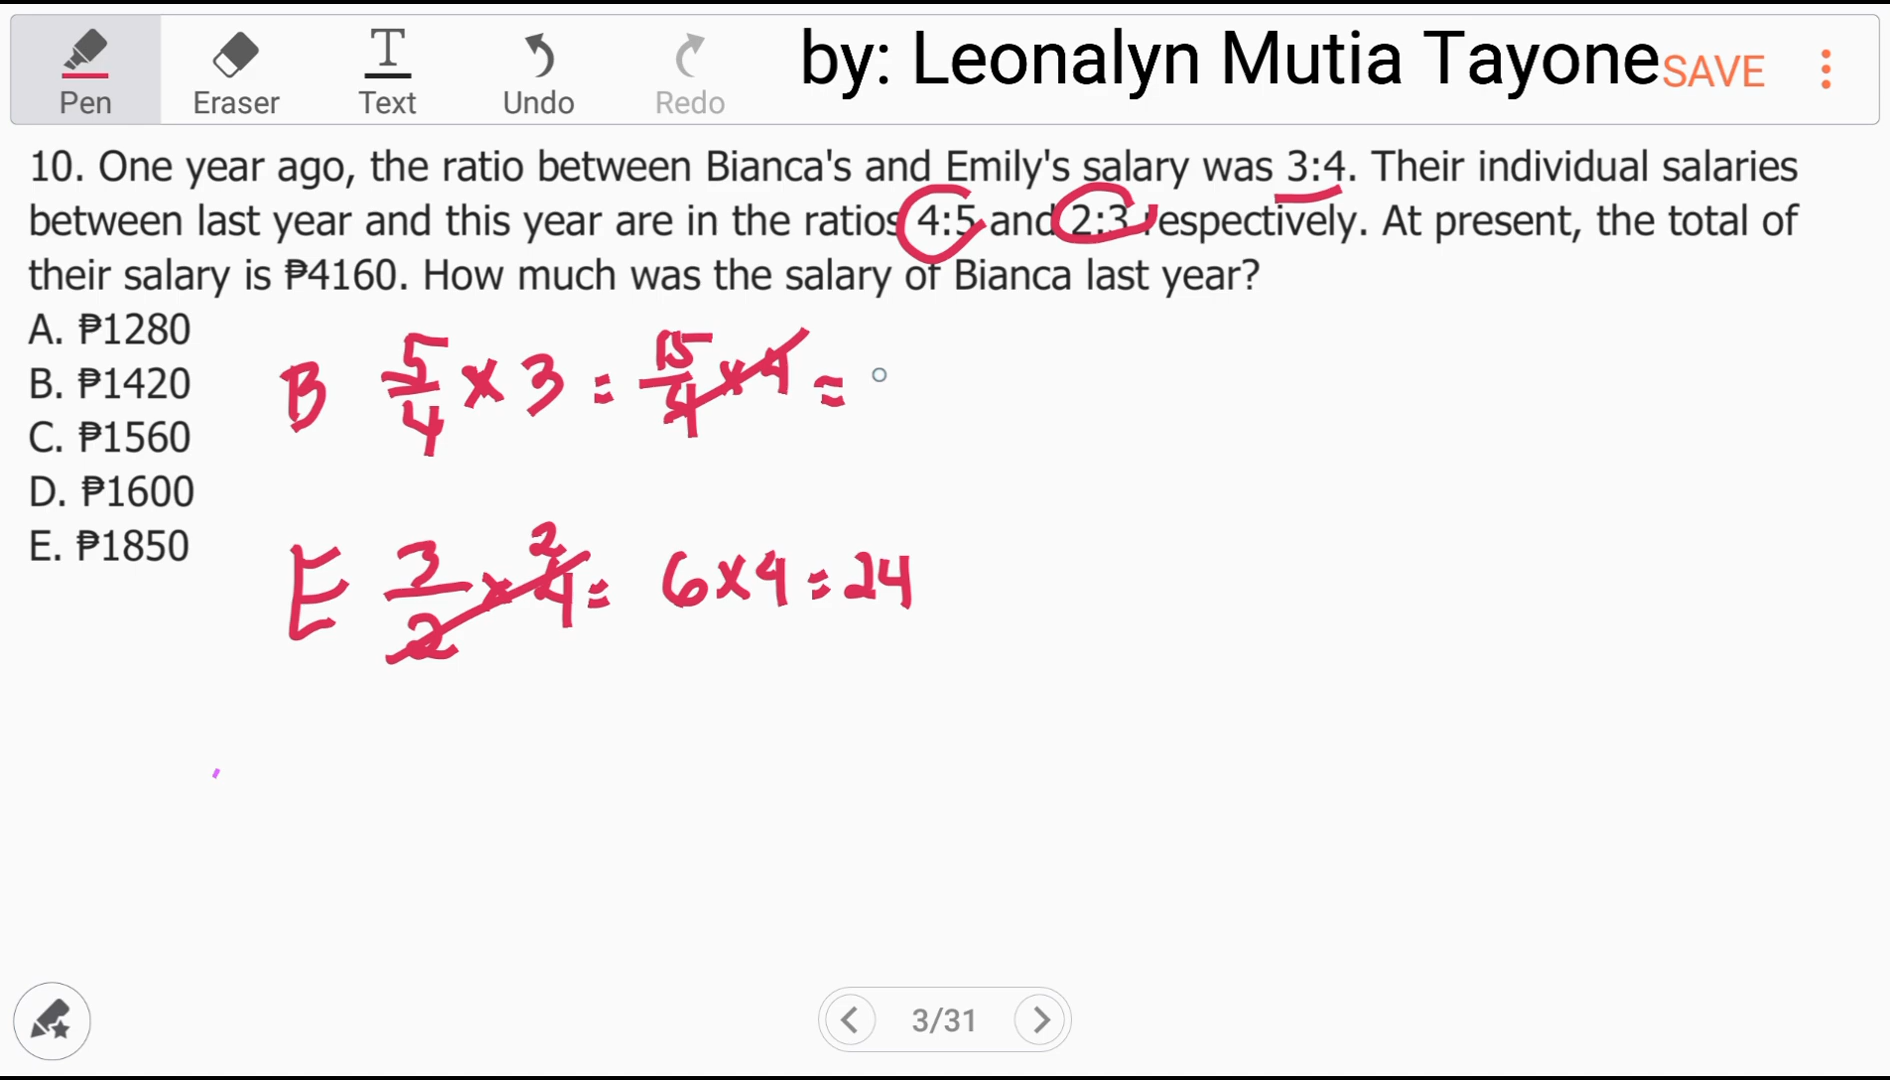 Pen Eraser Text Undo Redo by: Leonalyn Mutia Tayone SAVE
10. One year ago, the ratio between Bianca's and Emily's salary was 3:4. Their individual salaries
between last year and this year are in the ratios 4:5 and 2:3 respectively. At present, the total of
their salary is ₱4160. How much was the salary of Bianca last year?
A. ₱1280
B. ₱1420
C. ₱1560
D. ₱1600
E. ₱1850
B 5/4 x 3 = 15/4 x 4 =
E 3/2 x 4 2 = 6 x 4 = 24
3/31